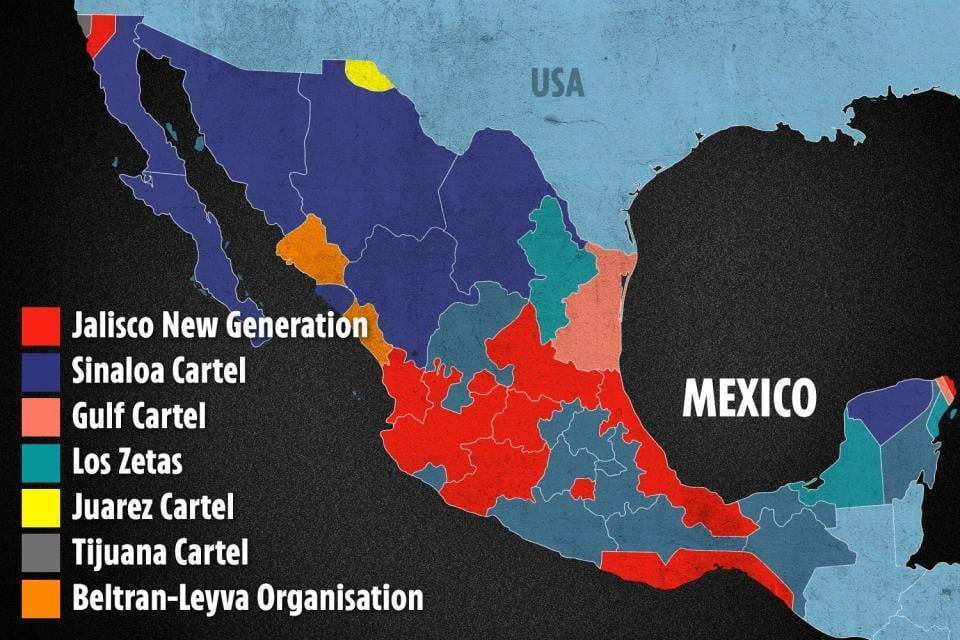 USA
MEXICO
Jalisco New Generation
Sinaloa Cartel
Gulf Cartel
Los Zetas
Juarez Cartel
Tijuana Cartel
Beltran-Leyva Organisation